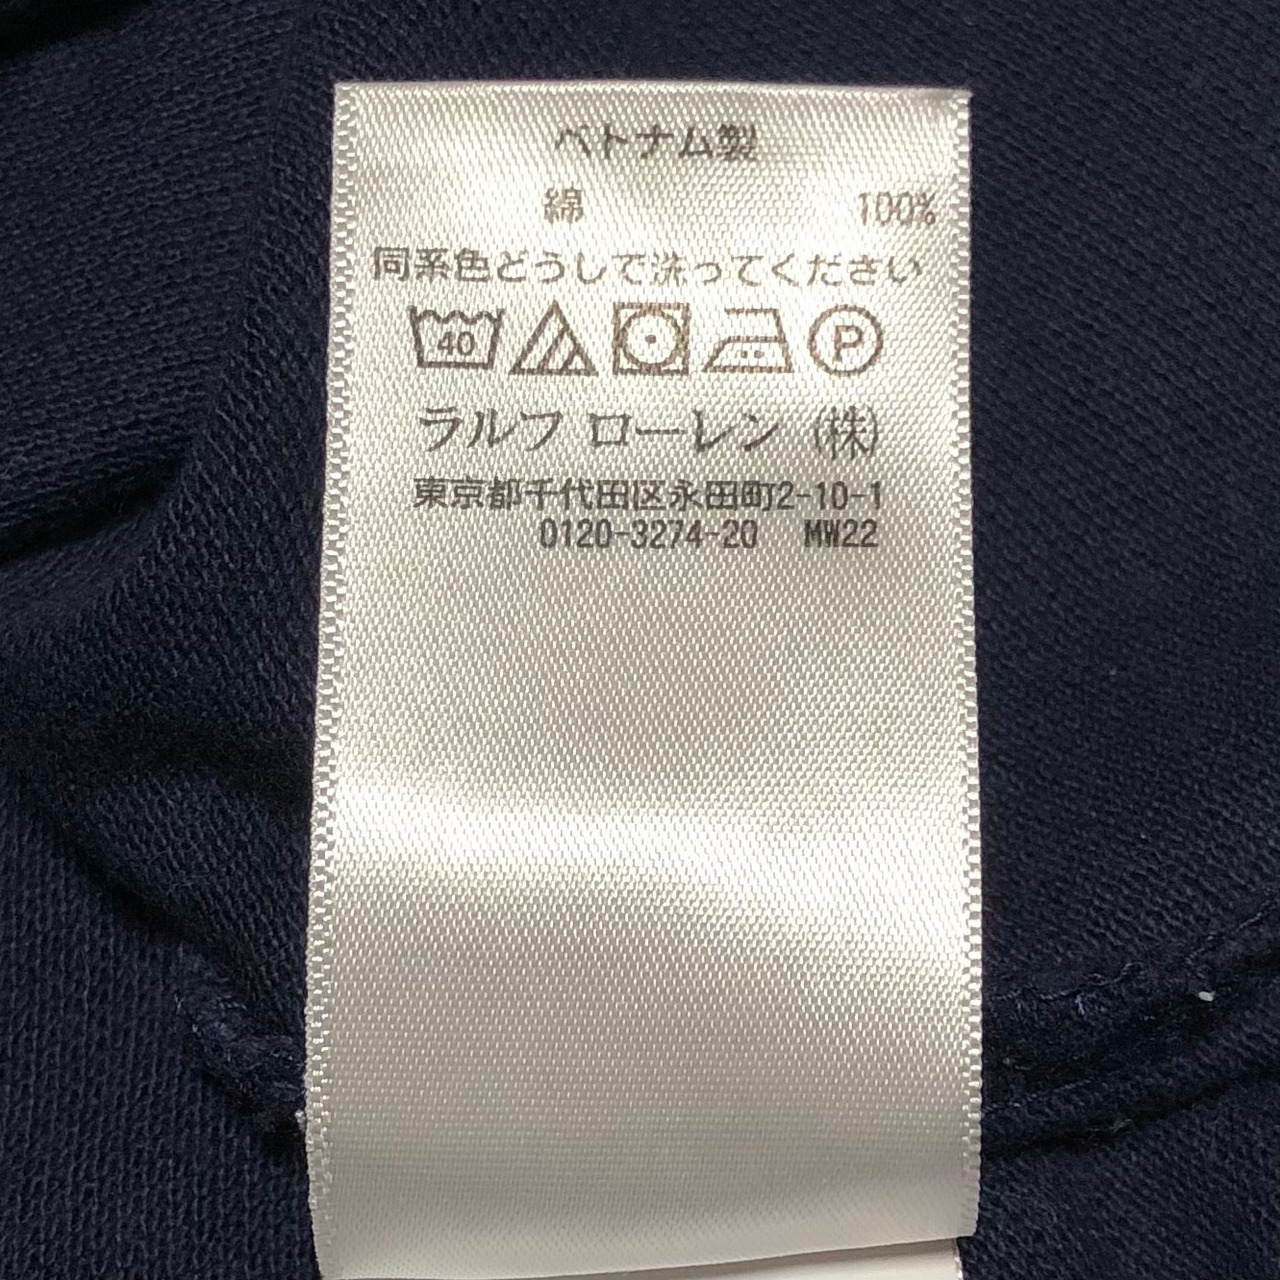 ベトナム製
綿 100%
同系色どうしで洗ってください
40 P
ラルフ ローレン (株)
東京都千代田区永田町2-10-1
0120-3274-20 MW22